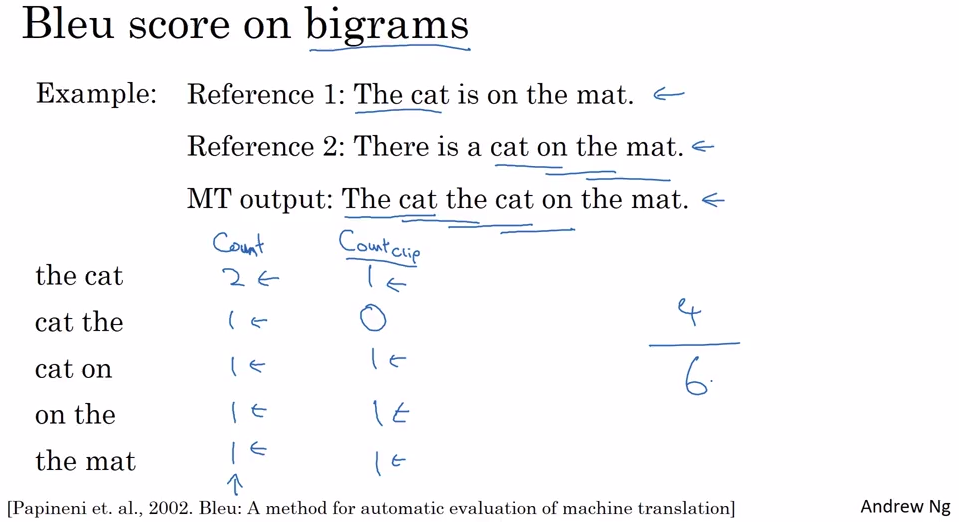 Bleu score on bigrams
Example: Reference 1: The cat is on the mat. ←
Reference 2: There is a cat on the mat. ←
MT output: The cat the cat on the mat. ←
Count Count clip
the cat 2 ← 1 ←
cat the 1 ← 0
cat on 1 ← 1 ←
on the 1 ← 1 ←
the mat 1 ← 1 ←
↑
4
6
[Papineni et. al., 2002. Bleu: A method for automatic evaluation of machine translation]
Andrew Ng